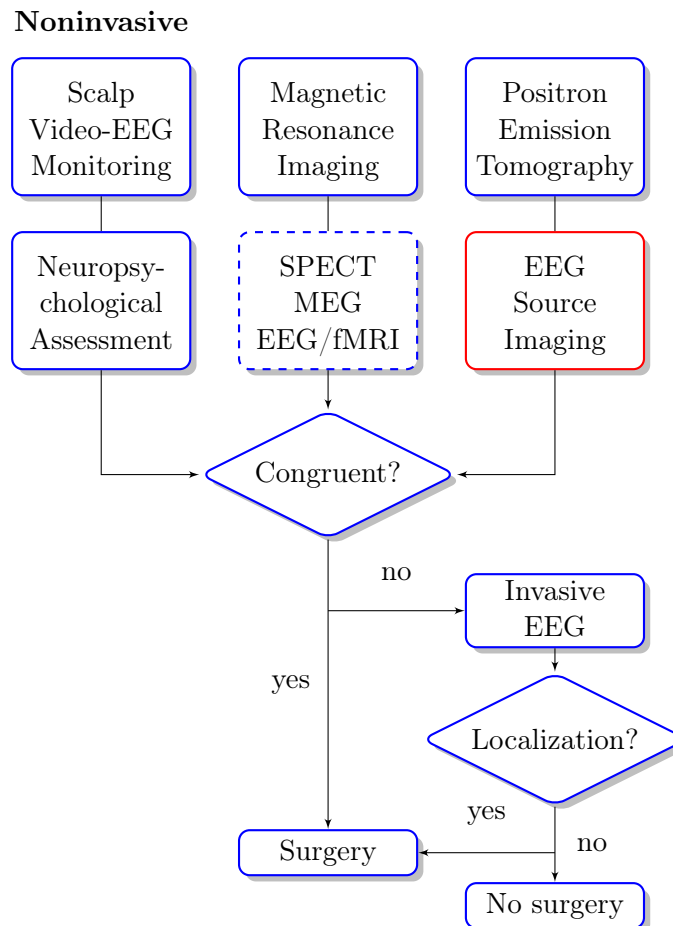 Noninvasive
Scalp
Video-EEG
Monitoring
Magnetic
Resonance
Imaging
Positron
Emission
Tomography
Neuropsy-
chological
Assessment
SPECT
MEG
EEG/fMRI
EEG
Source
Imaging
Congruent?
no
Invasive
EEG
yes
Localization?
yes
no
Surgery
No surgery